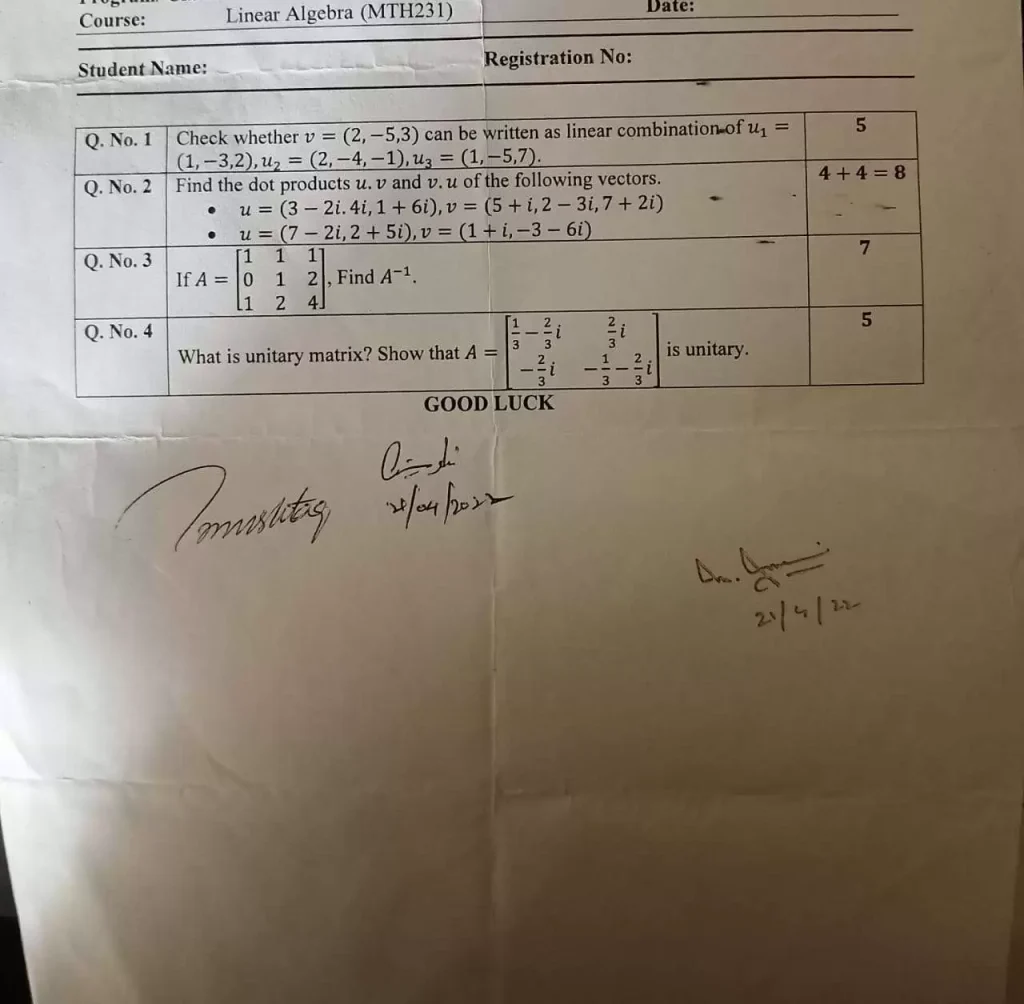 Course: Linear Algebra (MTH231) Date:
Student Name: Registration No:
Q. No. 1 Check whether v = (2, −5,3) can be written as linear combination of u₁ = 5
(1, −3,2), u₂ = (2, −4, −1), u₃ = (1, −5,7).
Q. No. 2 Find the dot products u. v and v. u of the following vectors. 4 + 4 = 8
• u = (3 − 2i. 4i, 1 + 6i), v = (5 + i, 2 − 3i, 7 + 2i)
• u = (7 − 2i, 2 + 5i), v = (1 + i, −3 − 6i)
Q. No. 3 If A = [1 1 1; 0 1 2; 1 2 4], Find A⁻¹. 7
Q. No. 4 What is unitary matrix? Show that A = [1/3 − 2/3 i 2/3 i; −2/3 i −1/3 − 2/3 i] is unitary. 5
GOOD LUCK
mushtaq
/04/2022
21/4/22